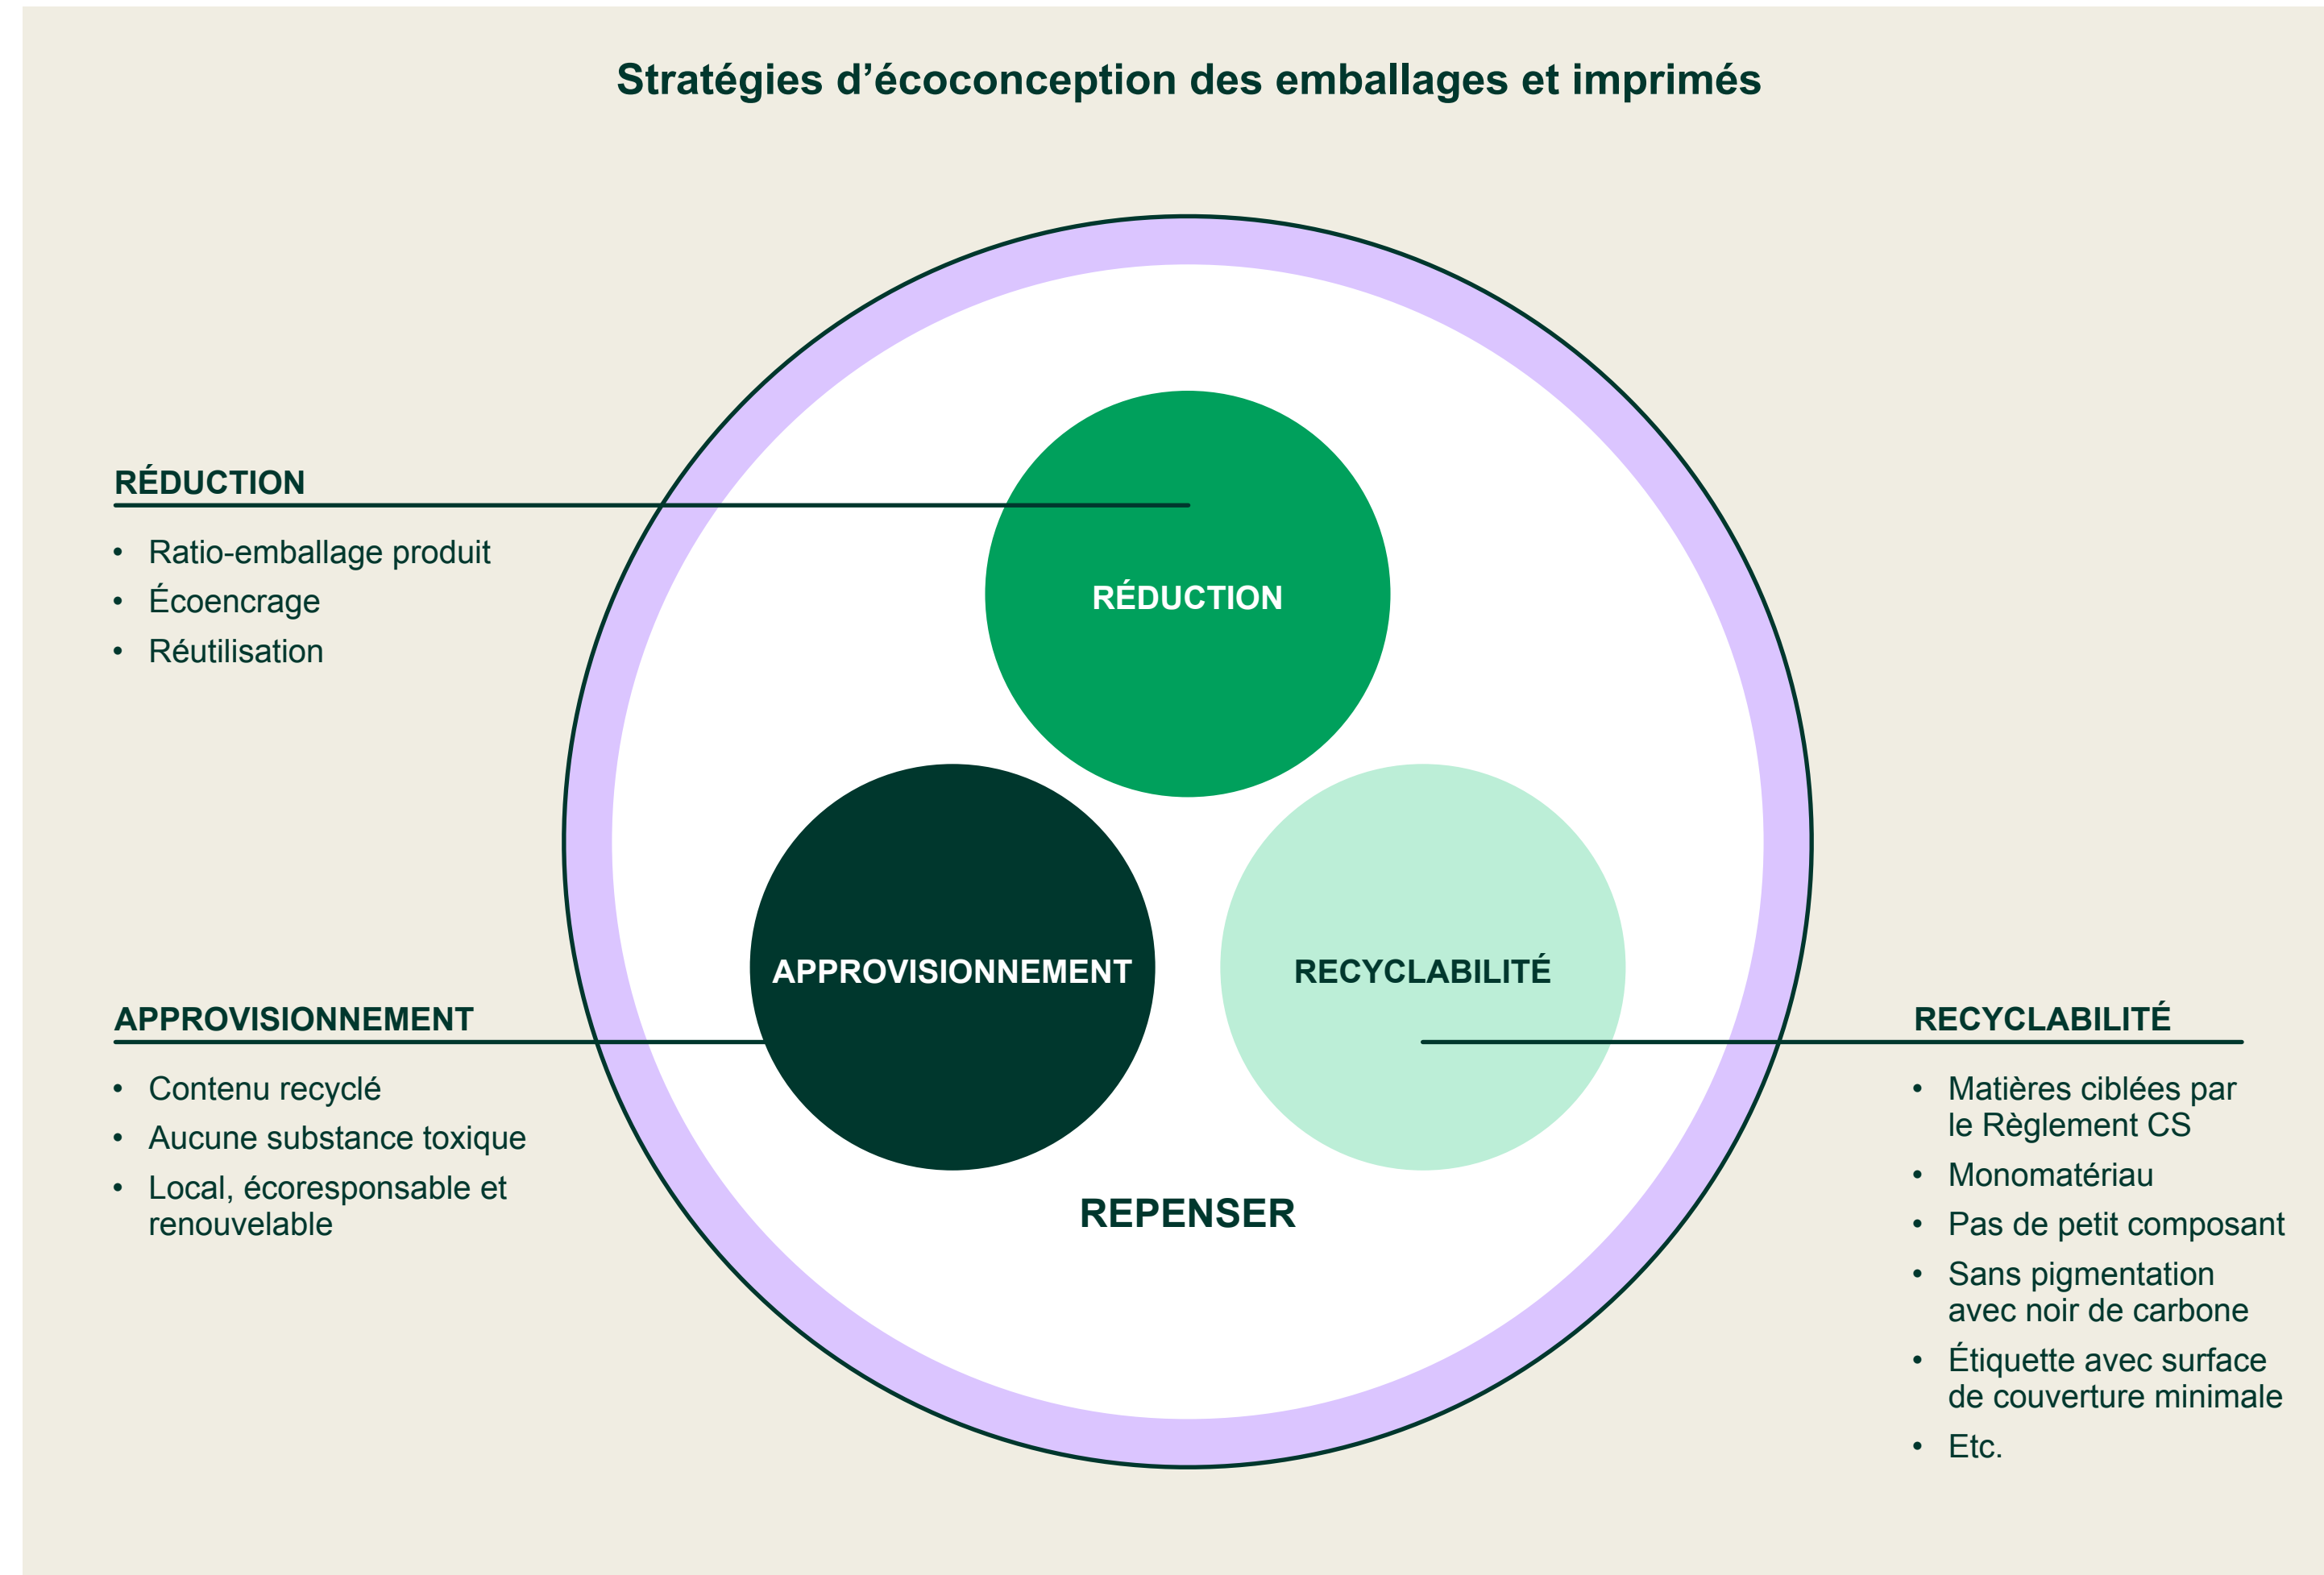 Stratégies d’écoconception des emballages et imprimés
RÉDUCTION
• Ratio-emballage produit
• Écoencrage
• Réutilisation
RÉDUCTION
APPROVISIONNEMENT
RECYCLABILITÉ
REPENSER
APPROVISIONNEMENT
• Contenu recyclé
• Aucune substance toxique
• Local, écoresponsable et
renouvelable
RECYCLABILITÉ
• Matières ciblées par
le Règlement CS
• Monomatériau
• Pas de petit composant
• Sans pigmentation
avec noir de carbone
• Étiquette avec surface
de couverture minimale
• Etc.